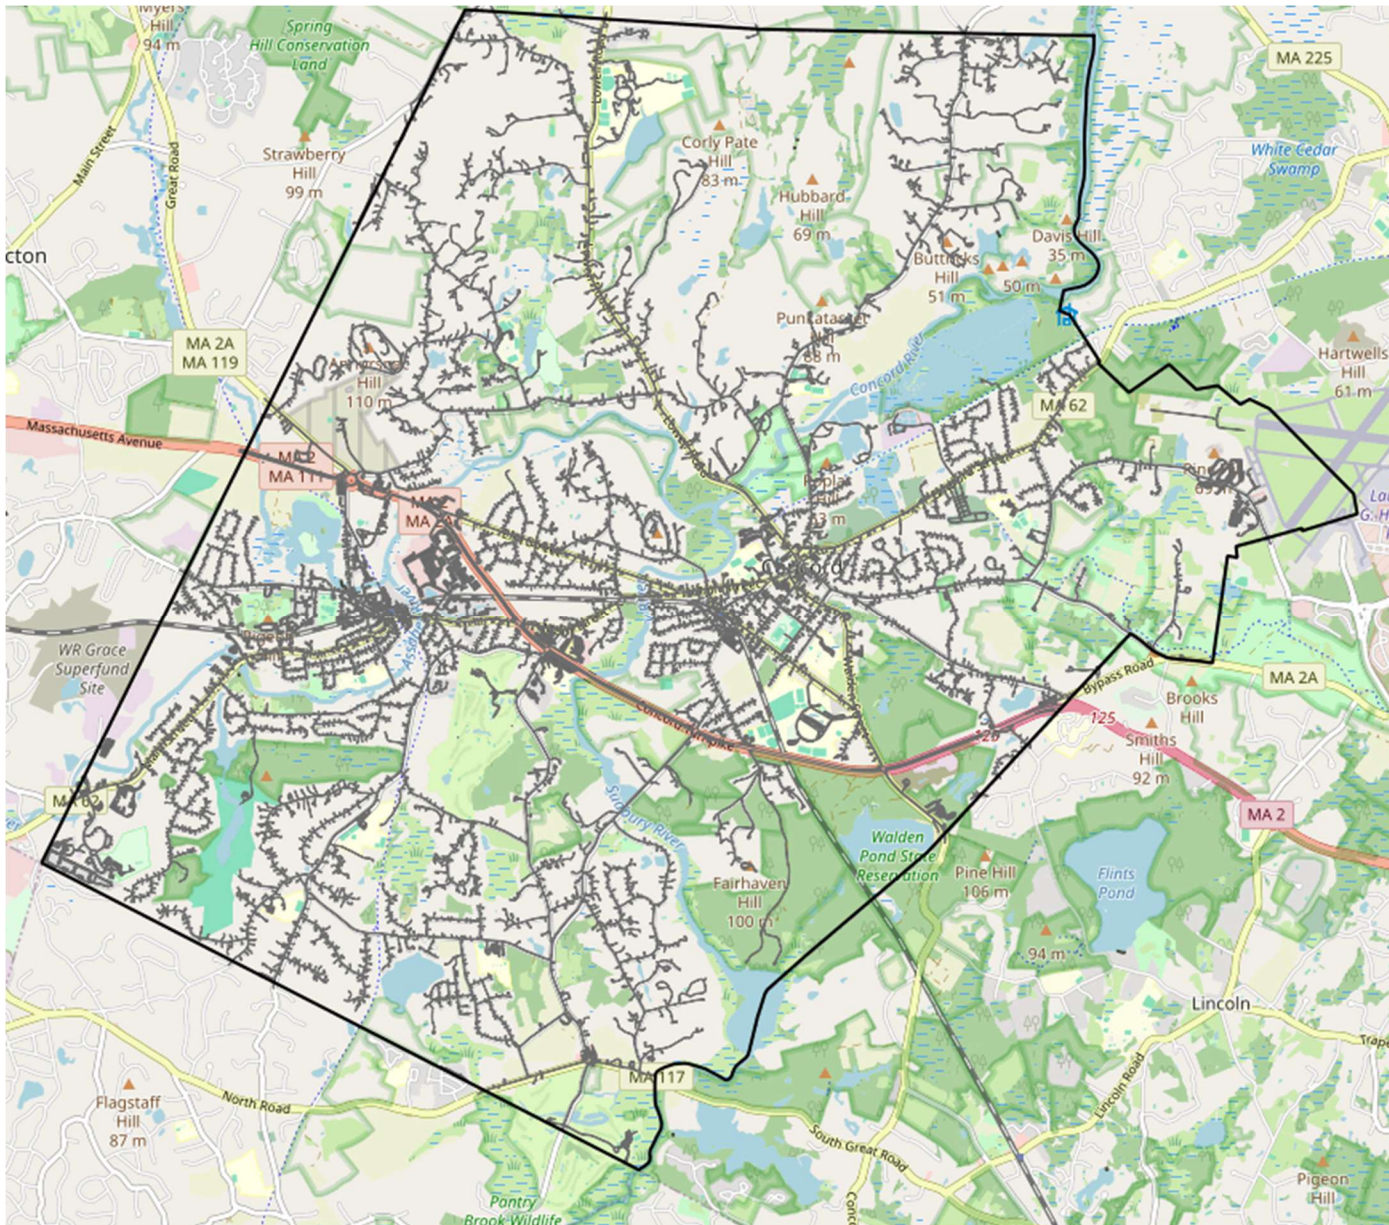 Myers
Hill
94 m
Spring
Hill Conservation
Land
MA 225
Main Street
Great Road
Strawberry
Hill
99 m
Corly Pate
Hill
83 m
Hubbard
Hill
69 m
White Cedar
Swamp
cton
Davis Hill
35 m
Buttricks
Hill
51 m
50 m
MA 2A
MA 119
Hill
110 m
Concord River
Hartwells
Hill
61 m
MA 62
Massachusetts Avenue
MA 2
MA 111
Concord
WR Grace
Superfund
Site
Assabet River
MA 2A
Bypass Road
Brooks
Hill
125
125
Smiths
Hill
92 m
Concord Turnpike
MA 62
MA 2
Sudbury River
Walden
Pond State
Reservation
Pine Hill
106 m
Flints
Pond
Fairhaven
Hill
100 m
94 m
Lincoln
MA 117
Flagstaff
Hill
87 m
North Road
Lincoln Road
South Great Road
Pigeon
Hill
Pantry
Brook Wildlife